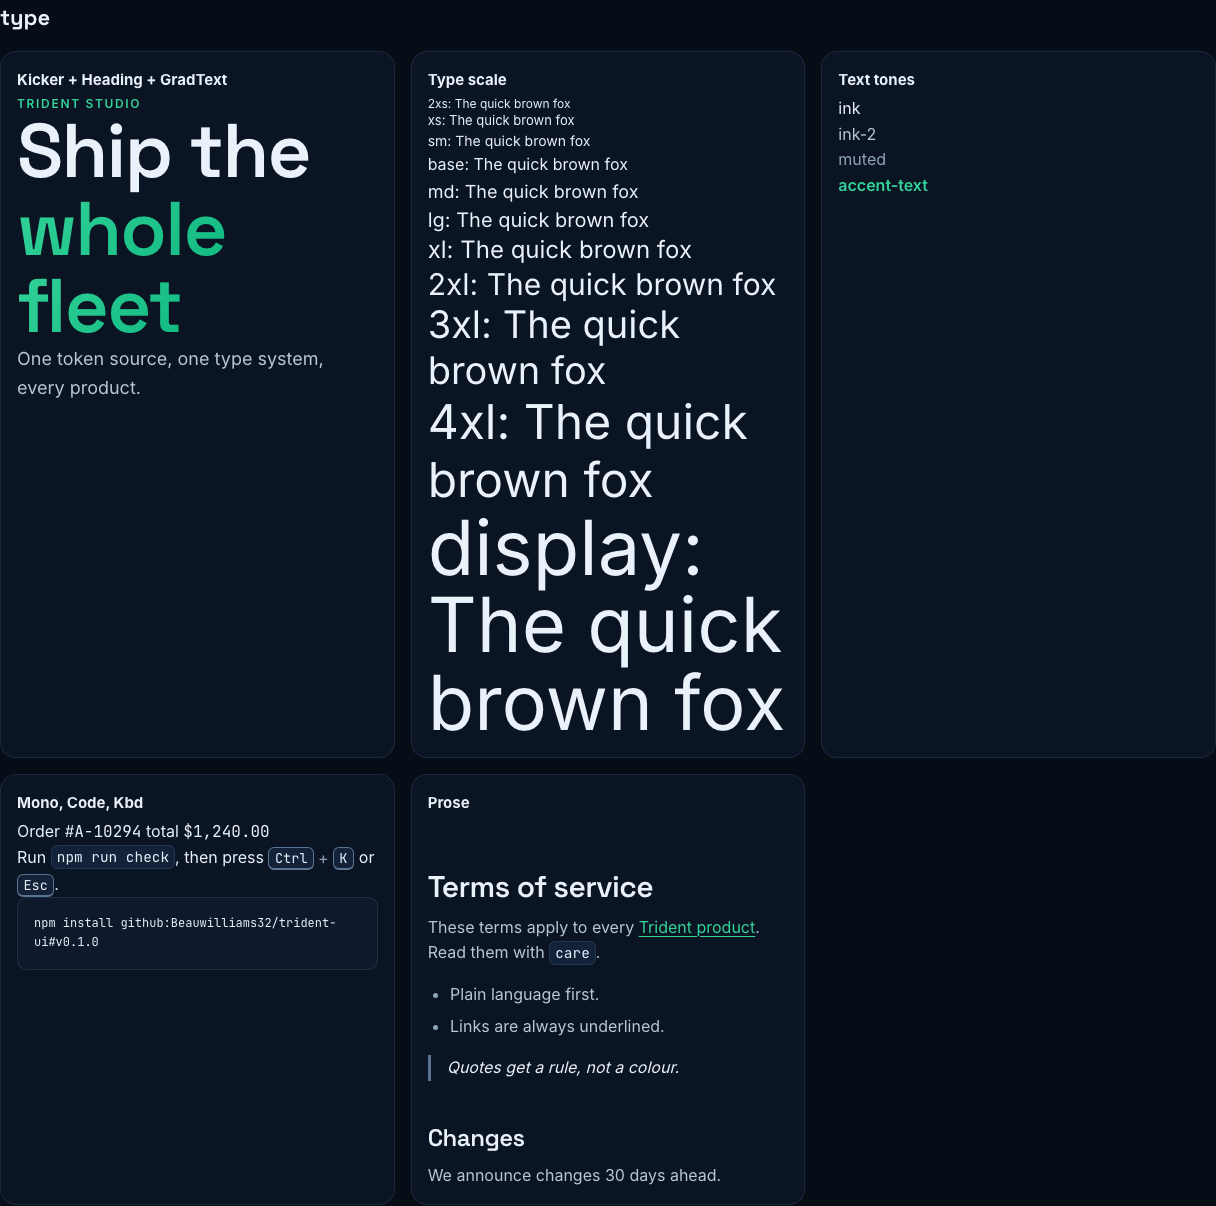 type
Kicker + Heading + GradText
TRIDENT STUDIO
Ship the
whole
fleet
One token source, one type system,
every product.
Type scale
2xs: The quick brown fox
xs: The quick brown fox
sm: The quick brown fox
base: The quick brown fox
md: The quick brown fox
lg: The quick brown fox
xl: The quick brown fox
2xl: The quick brown fox
3xl: The quick
brown fox
4xl: The quick
brown fox
display:
The quick
brown fox
Text tones
ink
ink-2
muted
accent-text
Mono, Code, Kbd
Order #A-10294 total $1,240.00
Run npm run check, then press Ctrl + K or
Esc.
npm install github:Beauwilliams32/trident-
ui#v0.1.0
Prose
Terms of service
These terms apply to every Trident product.
Read them with care.
• Plain language first.
• Links are always underlined.
Quotes get a rule, not a colour.
Changes
We announce changes 30 days ahead.